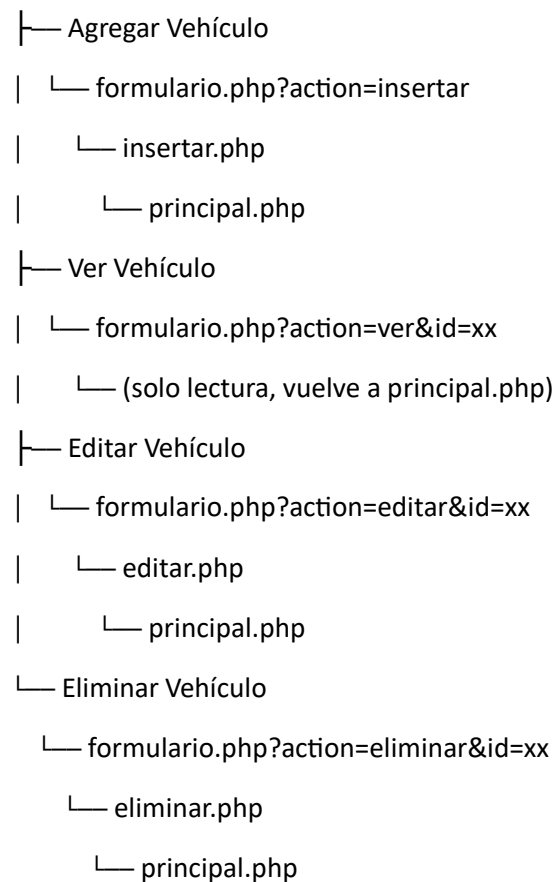 ├── Agregar Vehículo
│ └── formulario.php?action=insertar
│ └── insertar.php
│ └── principal.php
├── Ver Vehículo
│ └── formulario.php?action=ver&id=xx
│ └── (solo lectura, vuelve a principal.php)
├── Editar Vehículo
│ └── formulario.php?action=editar&id=xx
│ └── editar.php
│ └── principal.php
└── Eliminar Vehículo
└── formulario.php?action=eliminar&id=xx
└── eliminar.php
└── principal.php